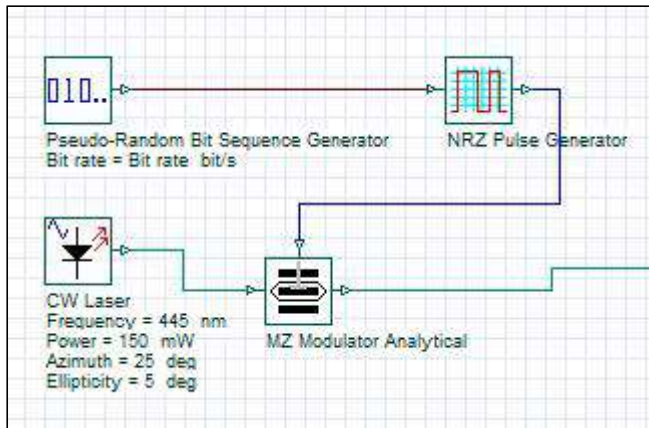 010..
Pseudo-Random Bit Sequence Generator
Bit rate = Bit rate bit/s
NRZ Pulse Generator
CW Laser
Frequency = 445 nm
Power = 150 mW
Azimuth = 25 deg
Ellipticity = 5 deg
MZ Modulator Analytical